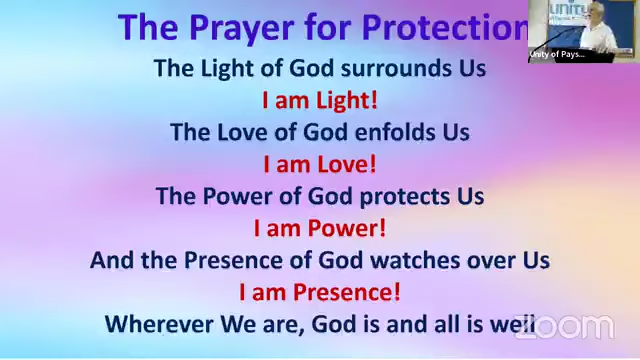 The Prayer for Protection
The Light of God surrounds Us
I am Light!
The Love of God enfolds Us
I am Love!
The Power of God protects Us
I am Power!
And the Presence of God watches over Us
I am Presence!
Wherever We are, God is and all is well
unity
Unity of Pays...
zoom